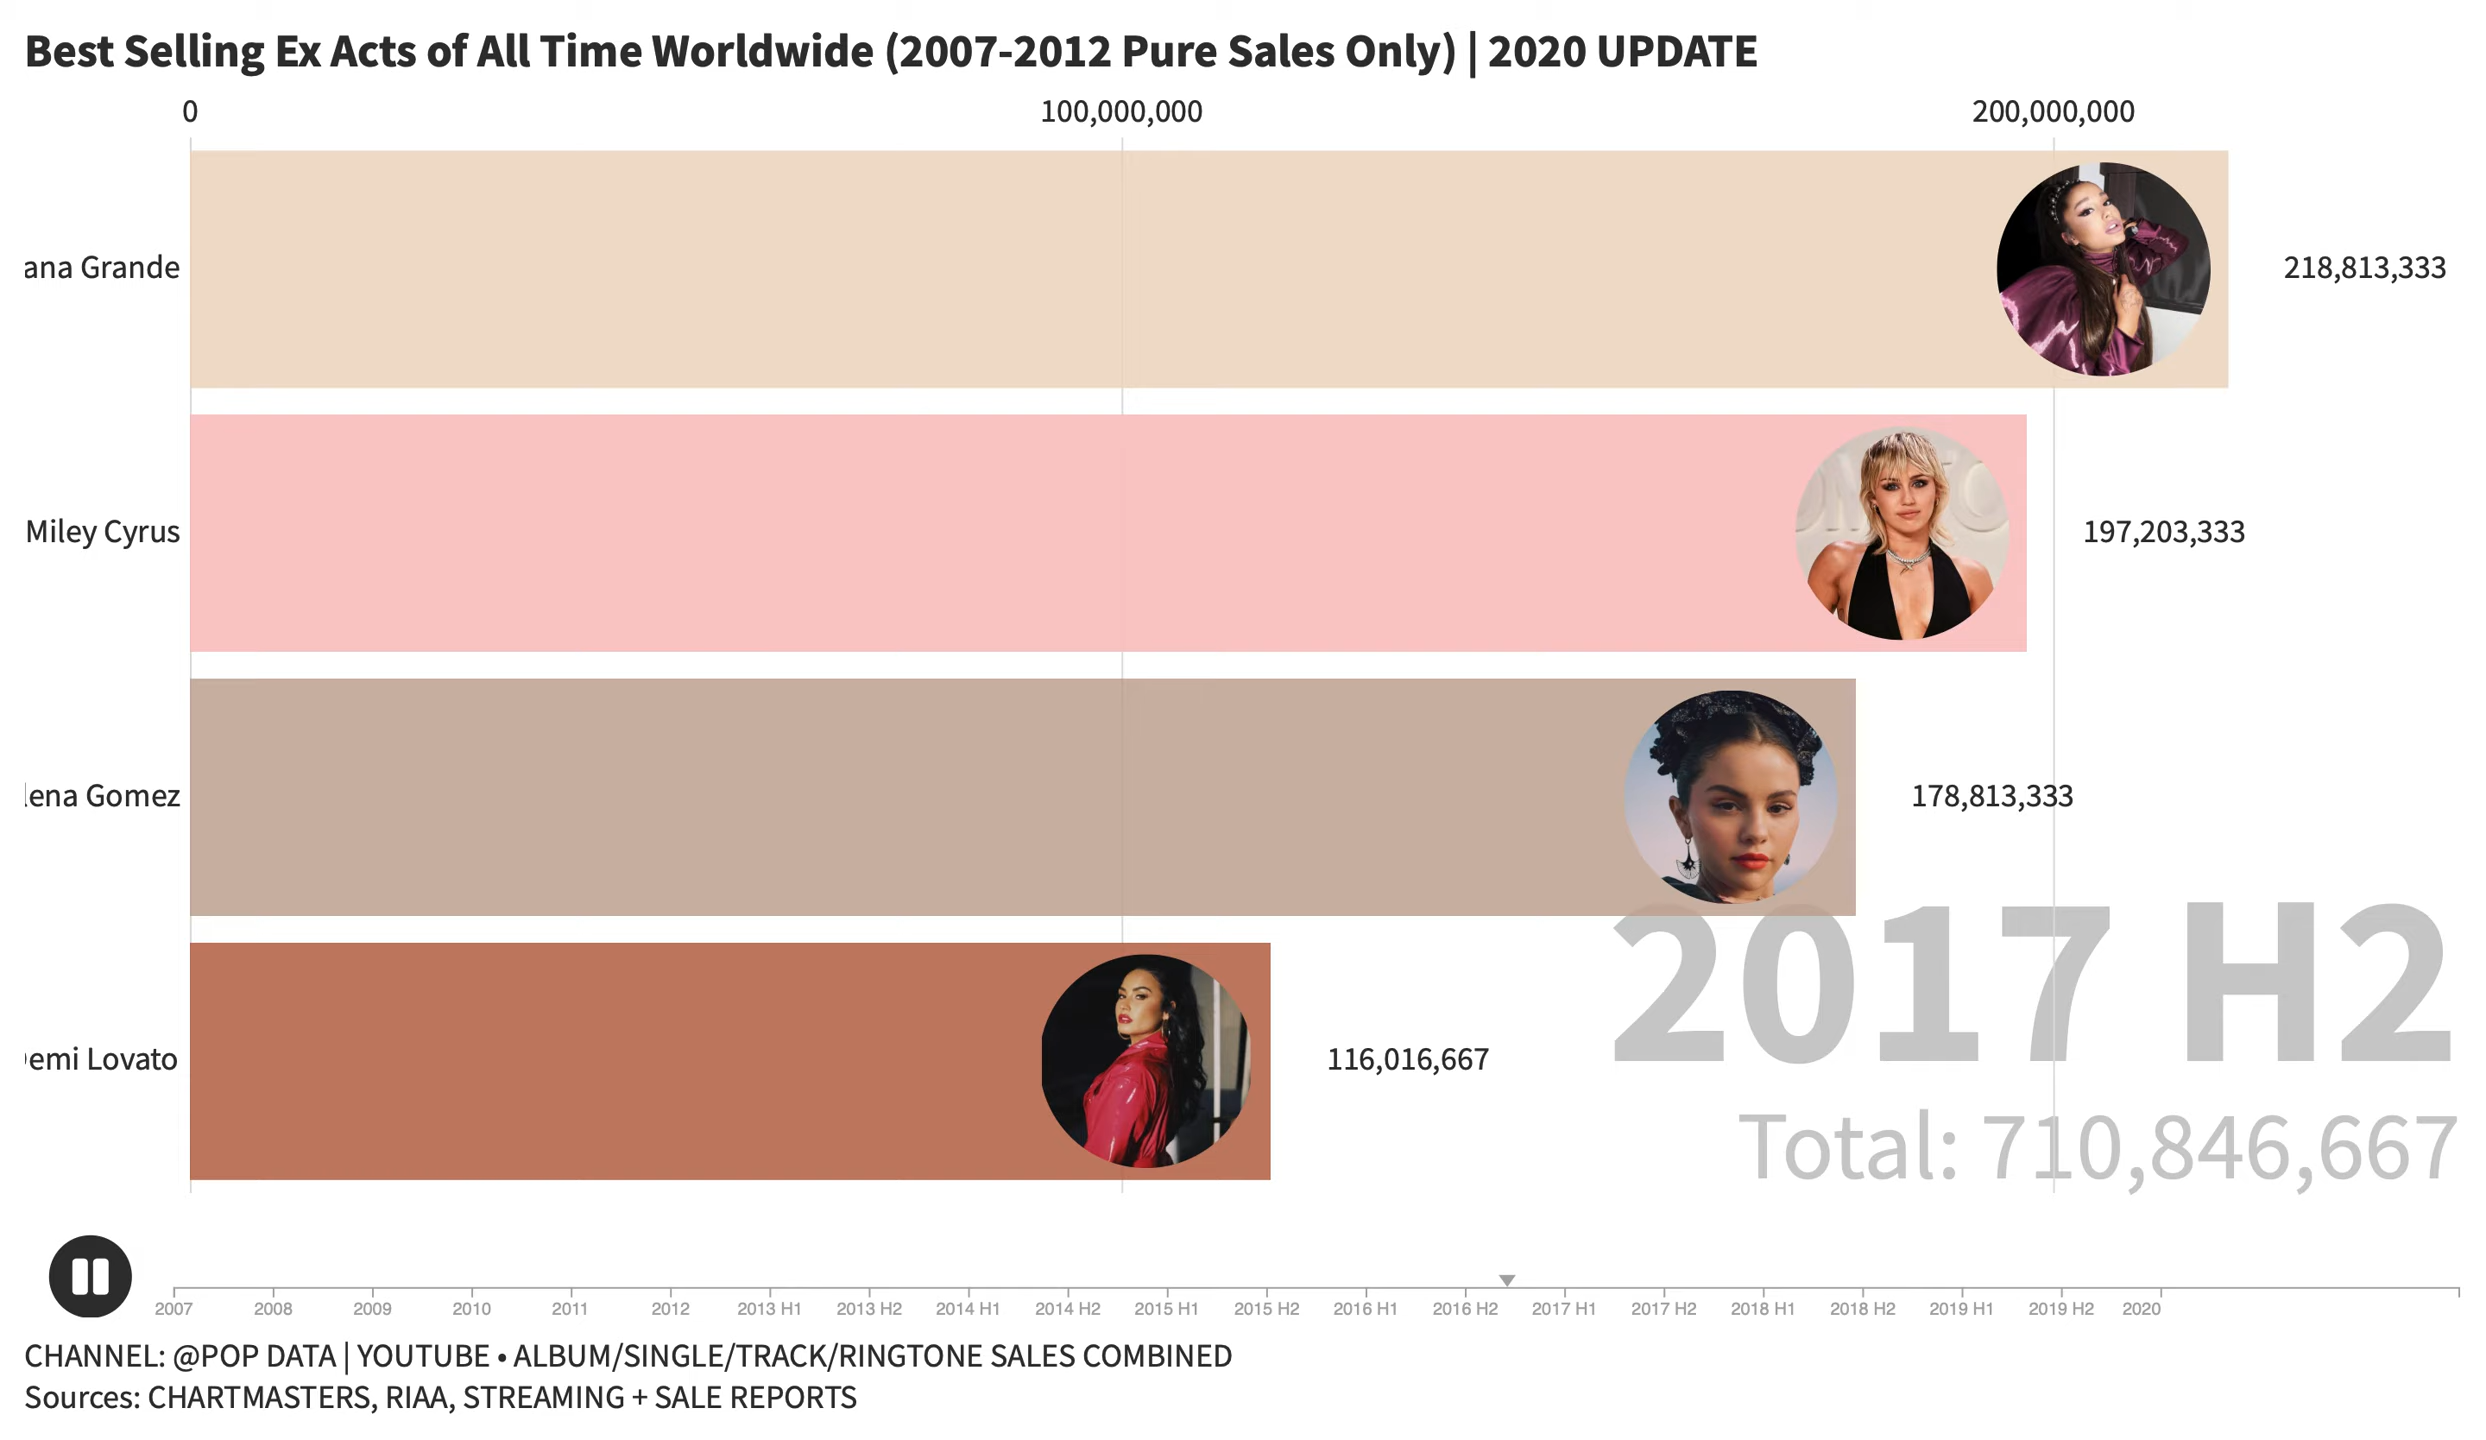 Best Selling Ex Acts of All Time Worldwide (2007-2012 Pure Sales Only) | 2020 UPDATE
0 100,000,000 200,000,000
ana Grande 218,813,333
Miley Cyrus 197,203,333
lena Gomez 178,813,333
emi Lovato 116,016,667
2017 H2
Total: 710,846,667
2007 2008 2009 2010 2011 2012 2013 H1 2013 H2 2014 H1 2014 H2 2015 H1 2015 H2 2016 H1 2016 H2 2017 H1 2017 H2 2018 H1 2018 H2 2019 H1 2019 H2 2020
CHANNEL: @POP DATA | YOUTUBE • ALBUM/SINGLE/TRACK/RINGTONE SALES COMBINED
Sources: CHARTMASTERS, RIAA, STREAMING + SALE REPORTS